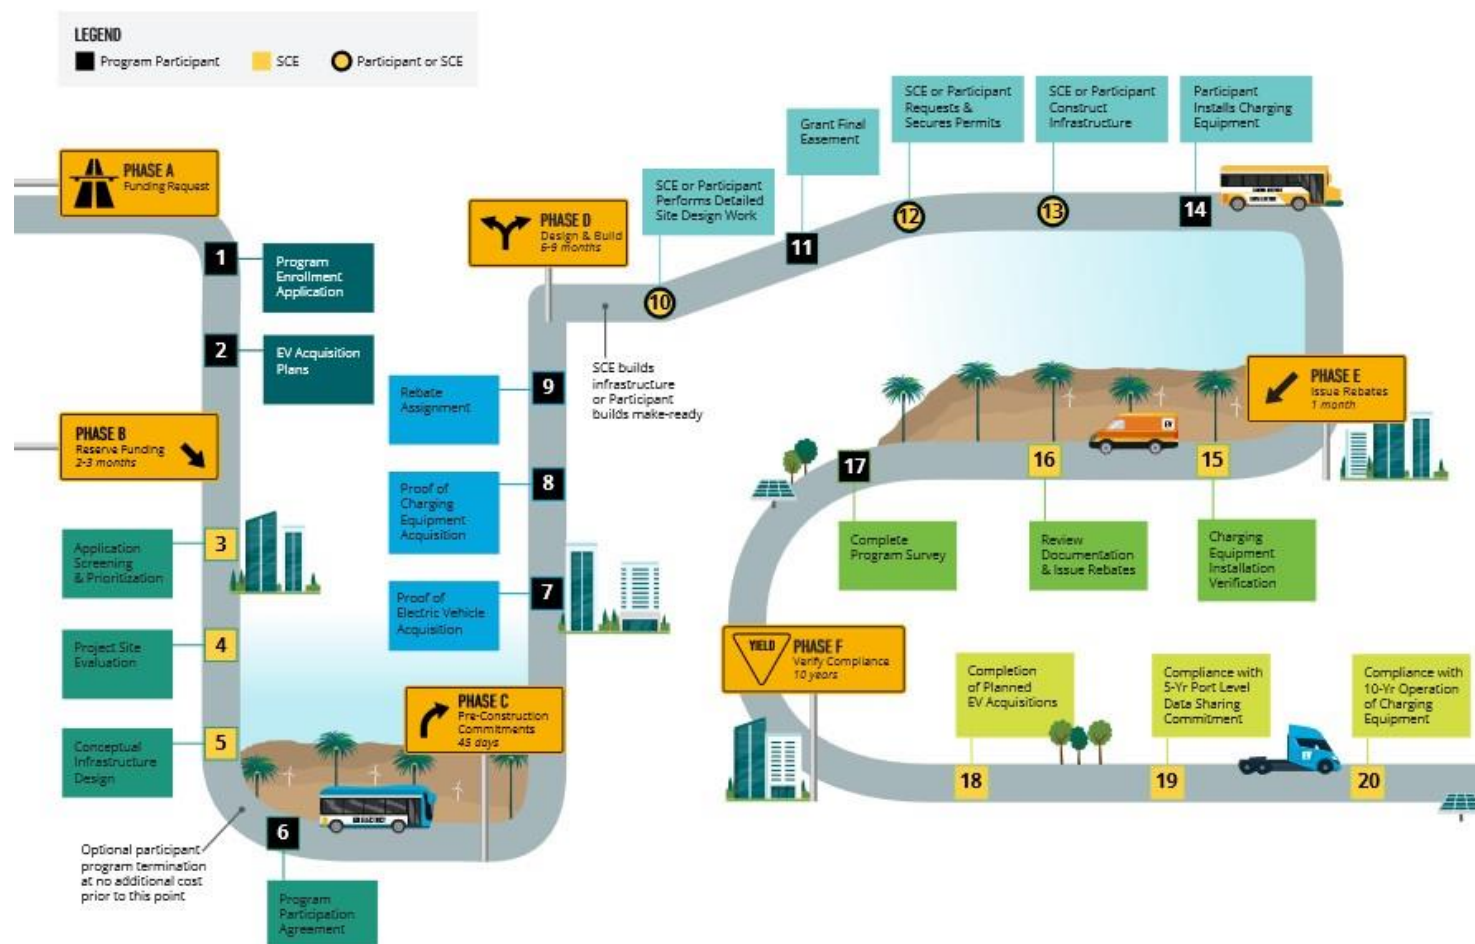 LEGEND
Program Participant
SCE
Participant or SCE
PHASE A
Funding Request
1
Program
Enrollment
Application
2
EV Acquisition
Plans
PHASE B
Reserve Funding
2-3 months
3
Application
Screening
& Prioritization
4
Project Site
Evaluation
5
Conceptual
Infrastructure
Design
Optional participant
program termination
at no additional cost
prior to this point
6
Program
Participation
Agreement
PHASE C
Pre-Construction
Commitments
45 days
7
Proof of
Electric Vehicle
Acquisition
8
Proof of
Charging
Equipment
Acquisition
9
Rebate
Assignment
PHASE D
Design & Build
SCE builds
infrastructure
or Participant
builds make-ready
10
SCE or Participant
Performs Detailed
Site Design Work
11
Grant Final
Easement
12
SCE or Participant
Requests &
Secures Permits
13
SCE or Participant
Construct
Infrastructure
14
Participant
Installs Charging
Equipment
PHASE E
Issue Rebates
1 month
15
Charging
Equipment
Installation
Verification
EV
16
Review
Documentation
& Issue Rebates
17
Complete
Program Survey
YIELD
PHASE F
Verify Compliance
10 years
18
Completion
of Planned
EV Acquisitions
19
Compliance with
5-Yr Port Level
Data Sharing
Commitment
EV
20
Compliance with
10-Yr Operation
of Charging
Equipment